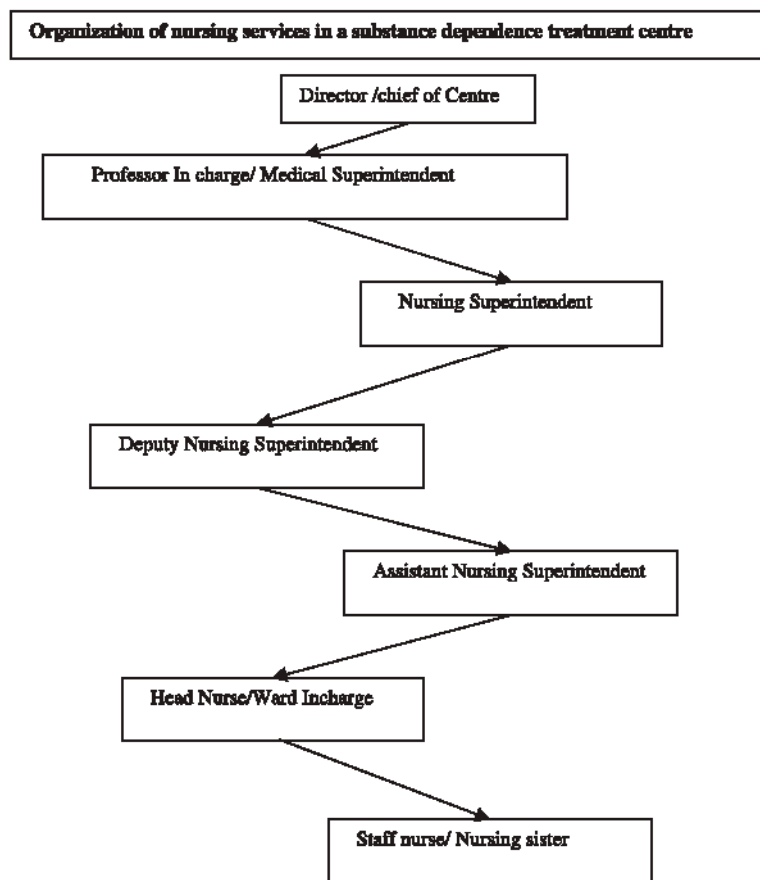 Organization of nursing services in a substance dependence treatment centre
Director /chief of Centre
Professor In charge/ Medical Superintendent
Nursing Superintendent
Deputy Nursing Superintendent
Assistant Nursing Superintendent
Head Nurse/Ward Incharge
Staff nurse/ Nursing sister